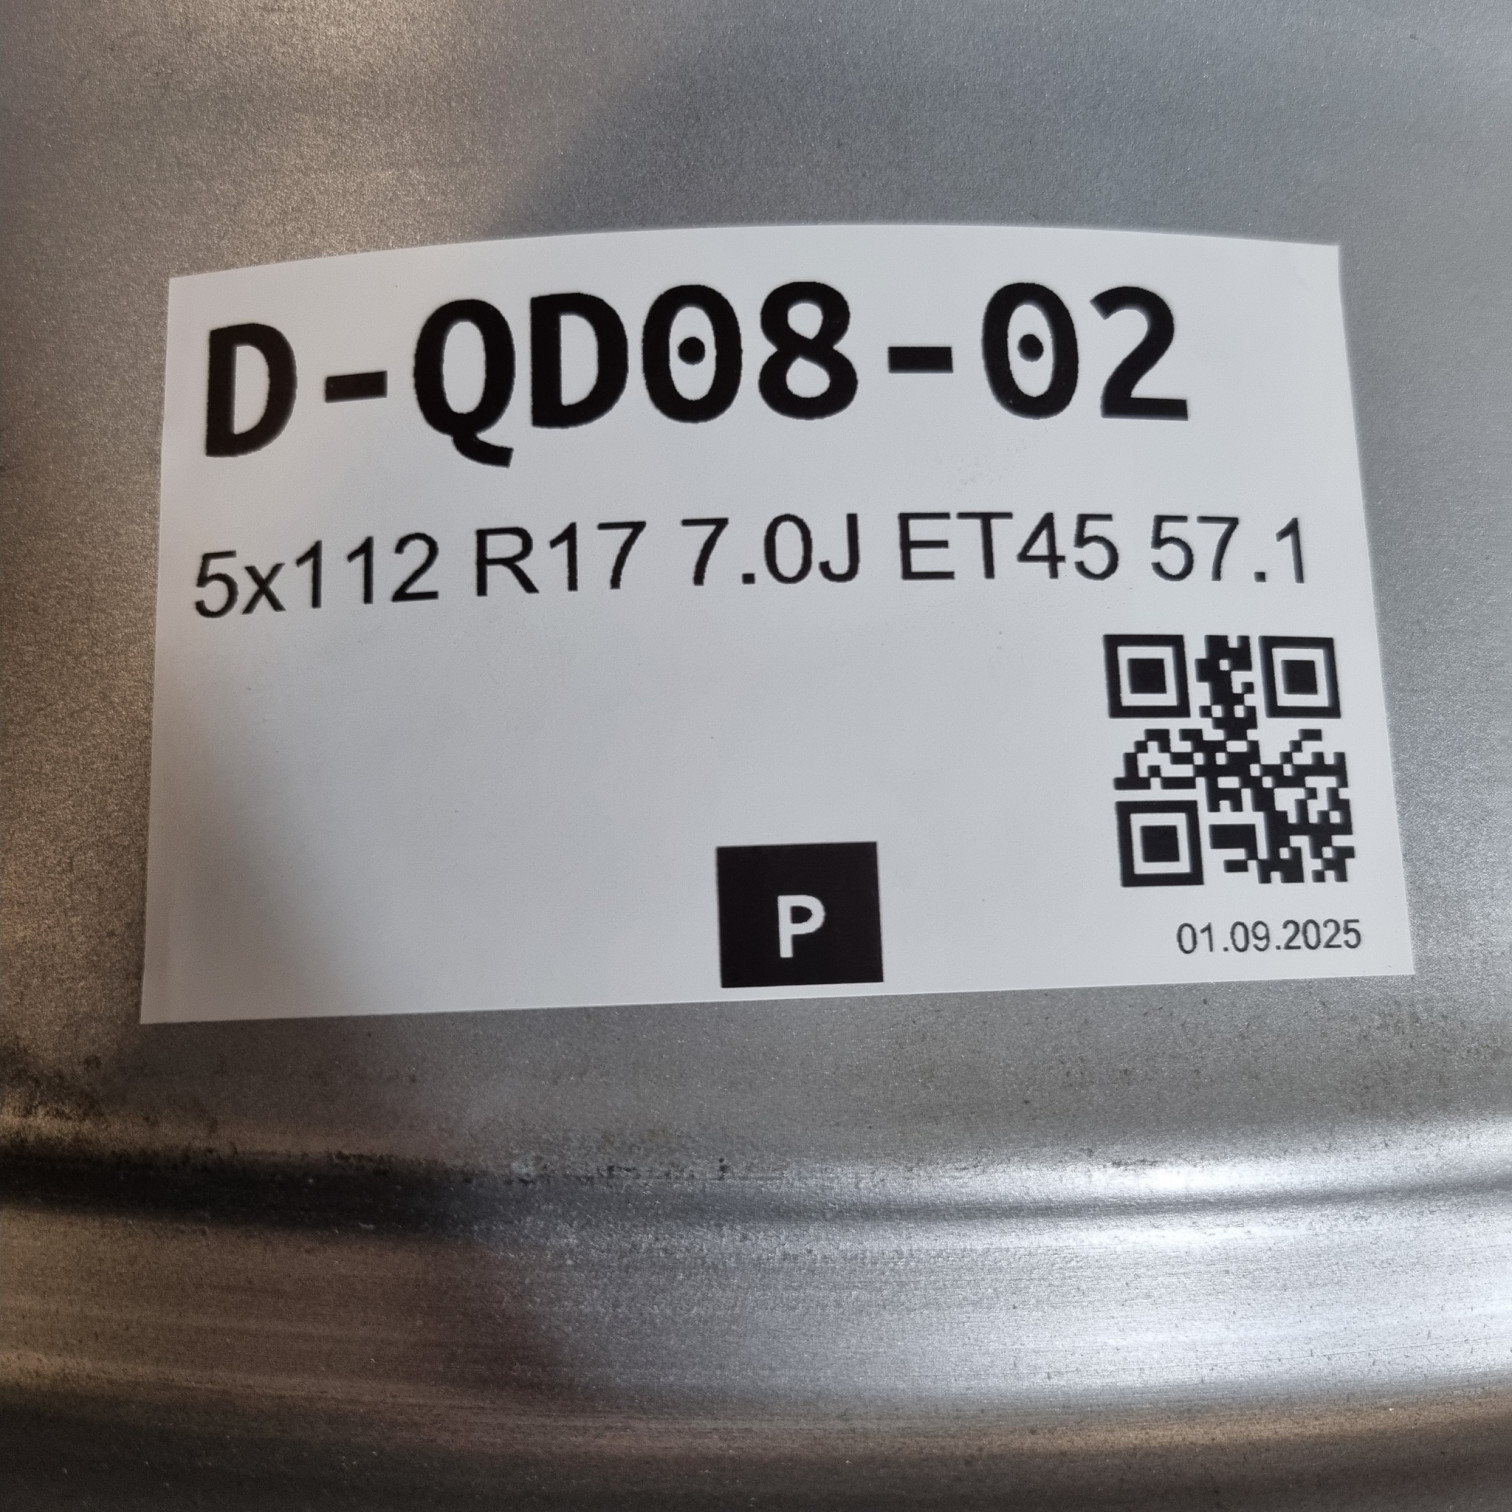 D-QD08-02
5x112 R17 7.0J ET45 57.1
P
01.09.2025